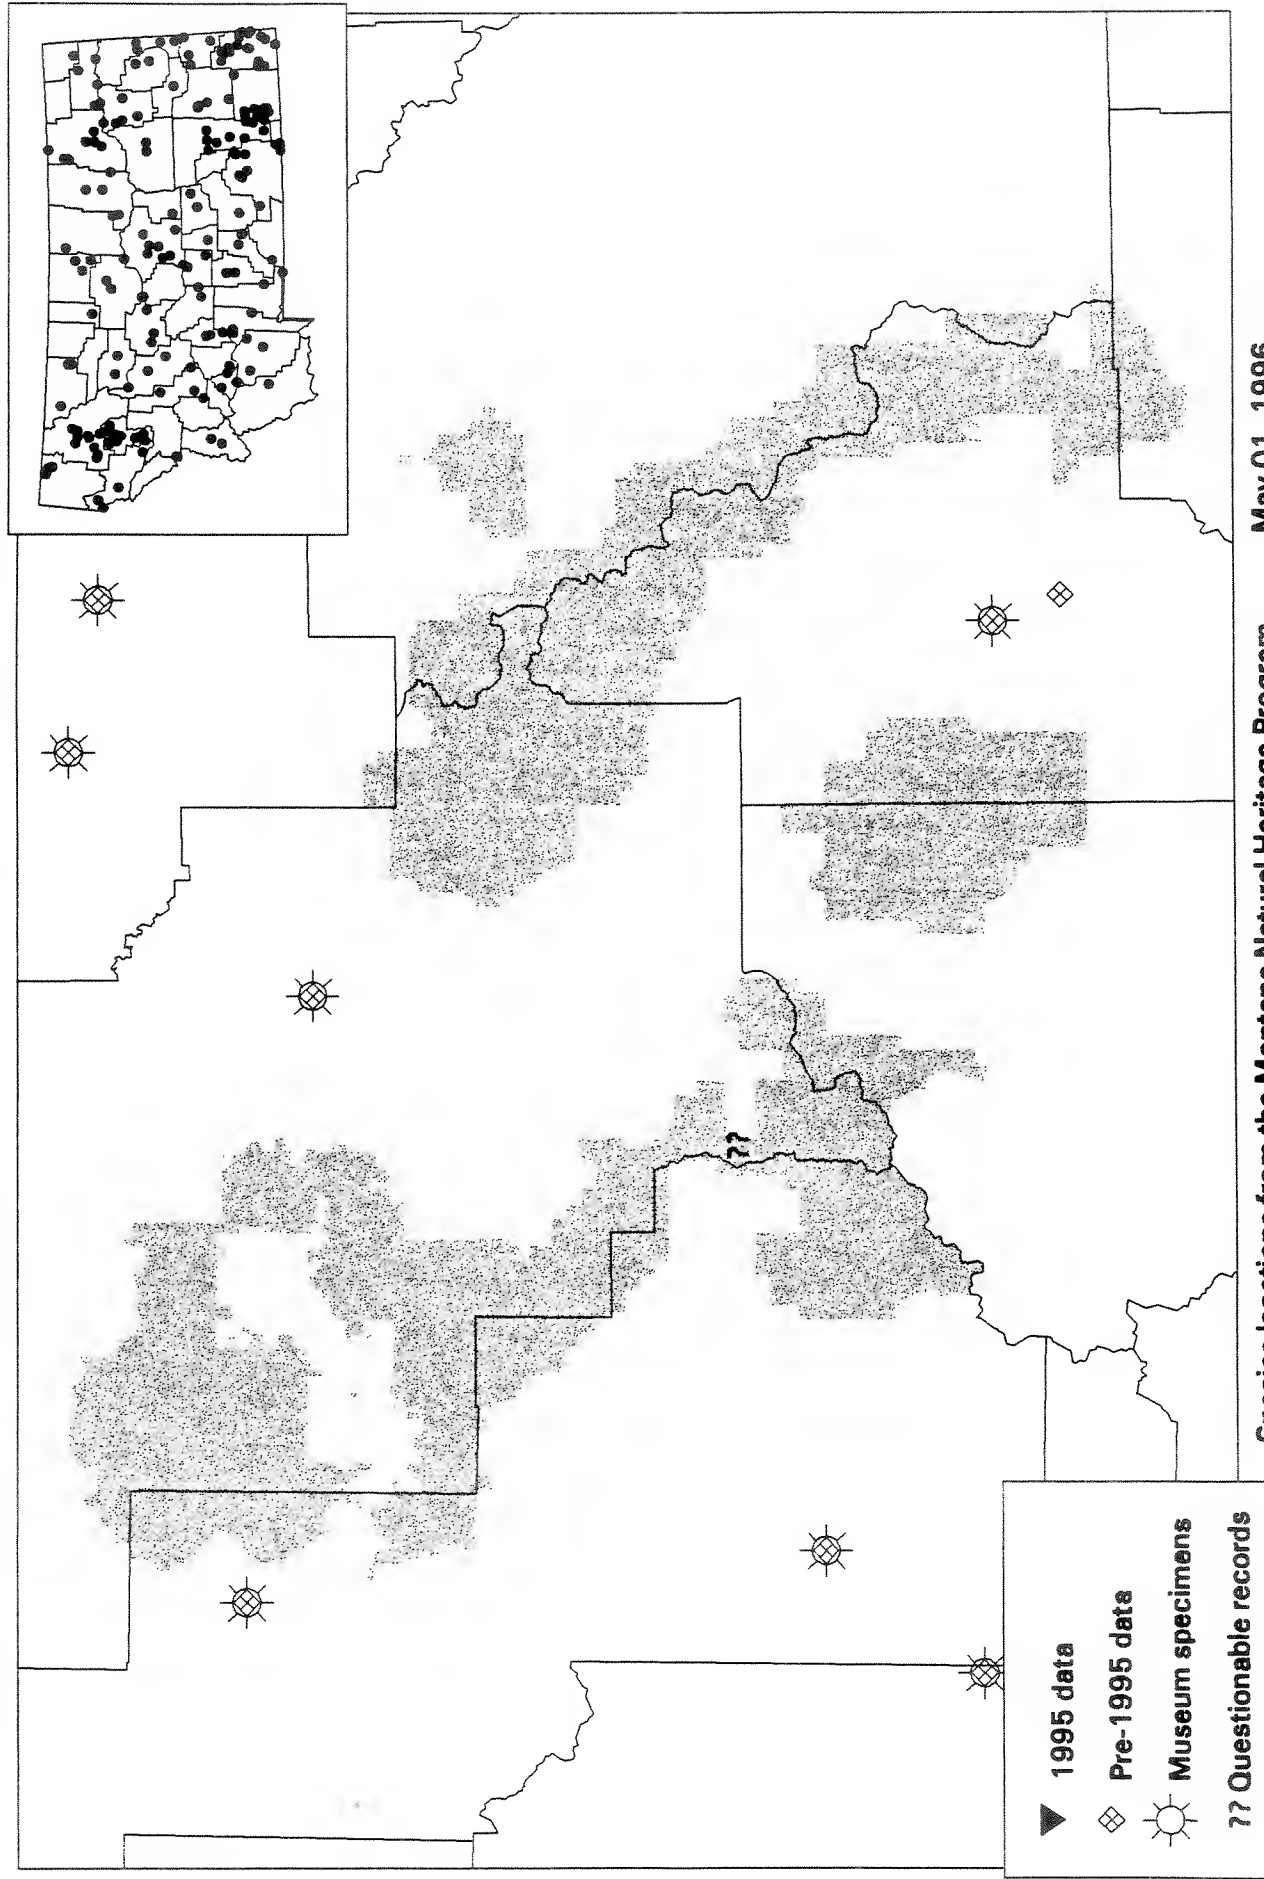 ??
1995 data
Pre-1995 data
Museum specimens
?? Questionable records
Species locations from the Montana Natural Heritage Program May 01, 1996